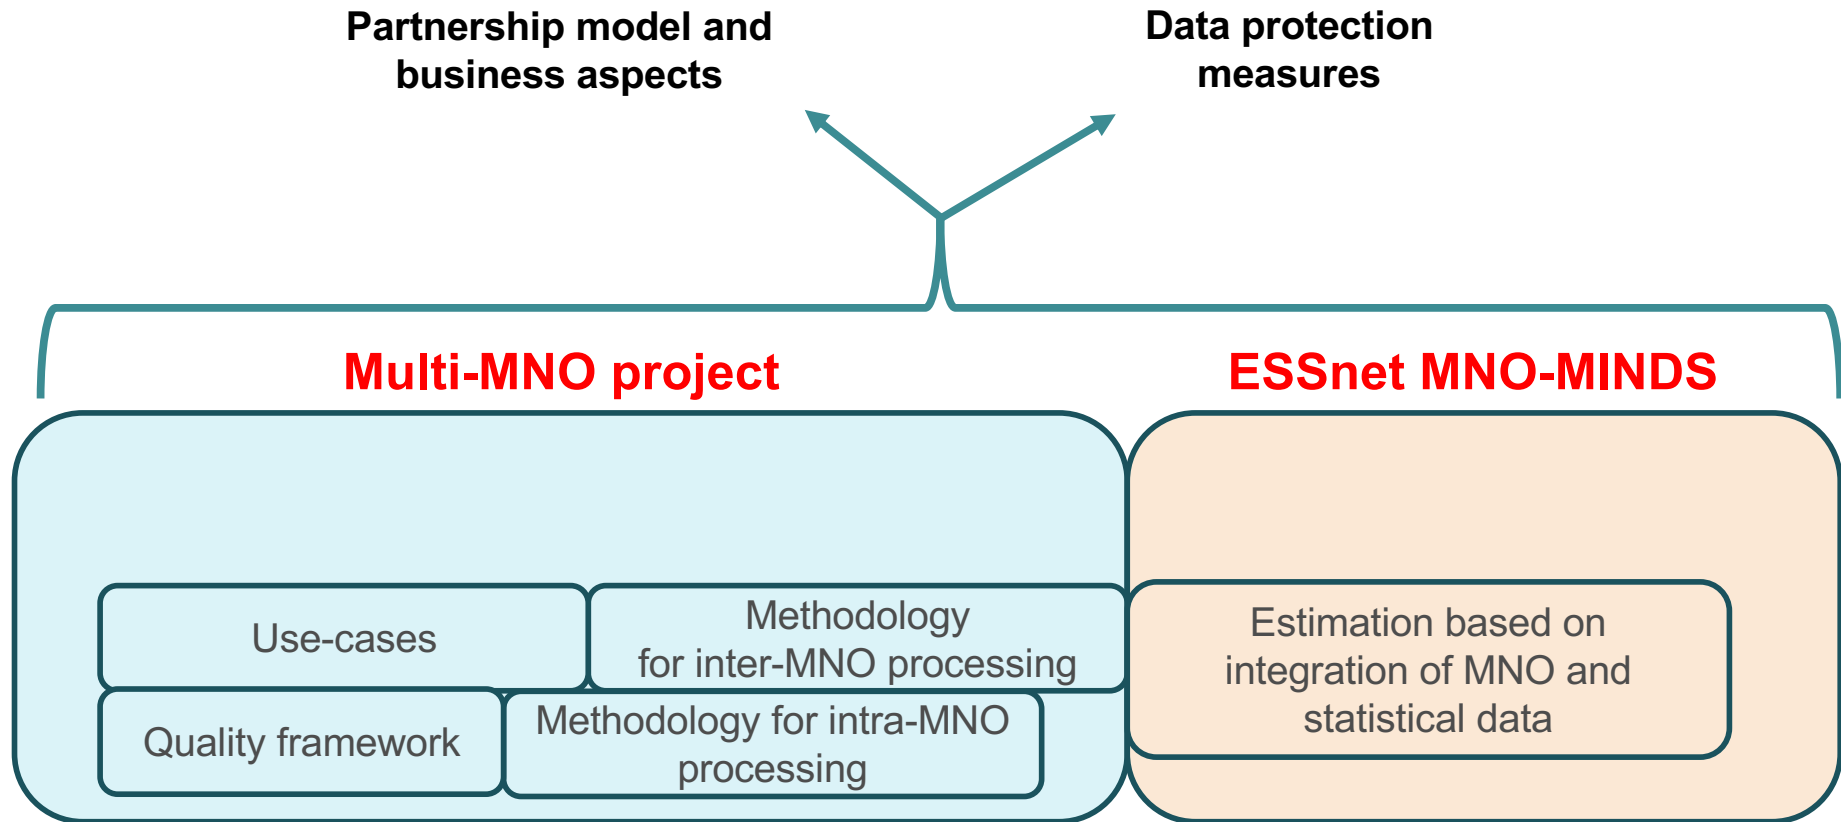 Partnership model and
business aspects
Data protection
measures
Multi-MNO project
ESSnet MNO-MINDS
Use-cases
Methodology
for inter-MNO processing
Quality framework
Methodology for intra-MNO
processing
Estimation based on
integration of MNO and
statistical data